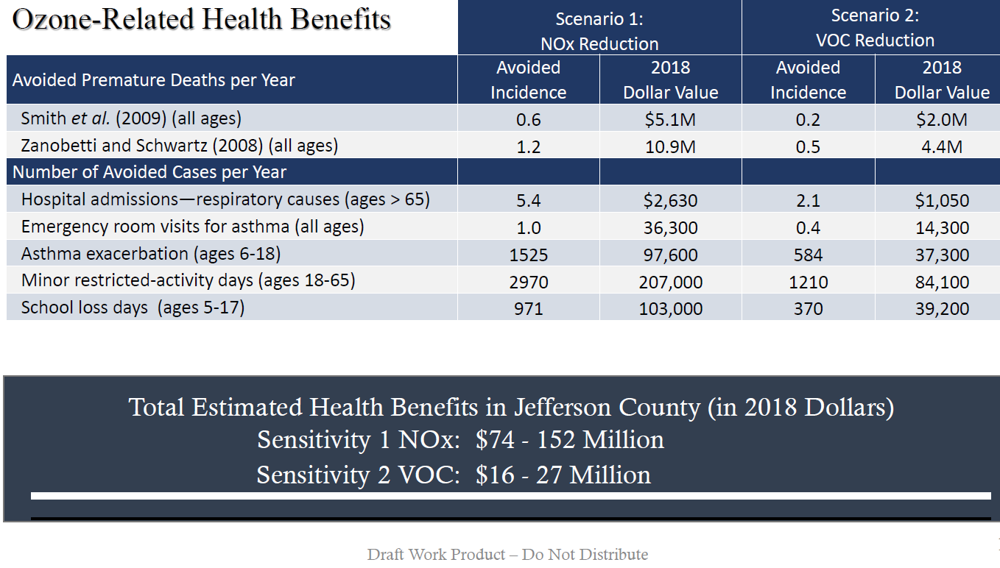 Ozone-Related Health Benefits
Scenario 1:
NOx Reduction
Scenario 2:
VOC Reduction
Avoided Premature Deaths per Year
Avoided
Incidence
2018
Dollar Value
Avoided
Incidence
2018
Dollar Value
Smith et al. (2009) (all ages) 0.6 $5.1M 0.2 $2.0M
Zanobetti and Schwartz (2008) (all ages) 1.2 10.9M 0.5 4.4M
Number of Avoided Cases per Year
Hospital admissions—respiratory causes (ages > 65) 5.4 $2,630 2.1 $1,050
Emergency room visits for asthma (all ages) 1.0 36,300 0.4 14,300
Asthma exacerbation (ages 6-18) 1525 97,600 584 37,300
Minor restricted-activity days (ages 18-65) 2970 207,000 1210 84,100
School loss days (ages 5-17) 971 103,000 370 39,200
Total Estimated Health Benefits in Jefferson County (in 2018 Dollars)
Sensitivity 1 NOx: $74 - 152 Million
Sensitivity 2 VOC: $16 - 27 Million
Draft Work Product – Do Not Distribute